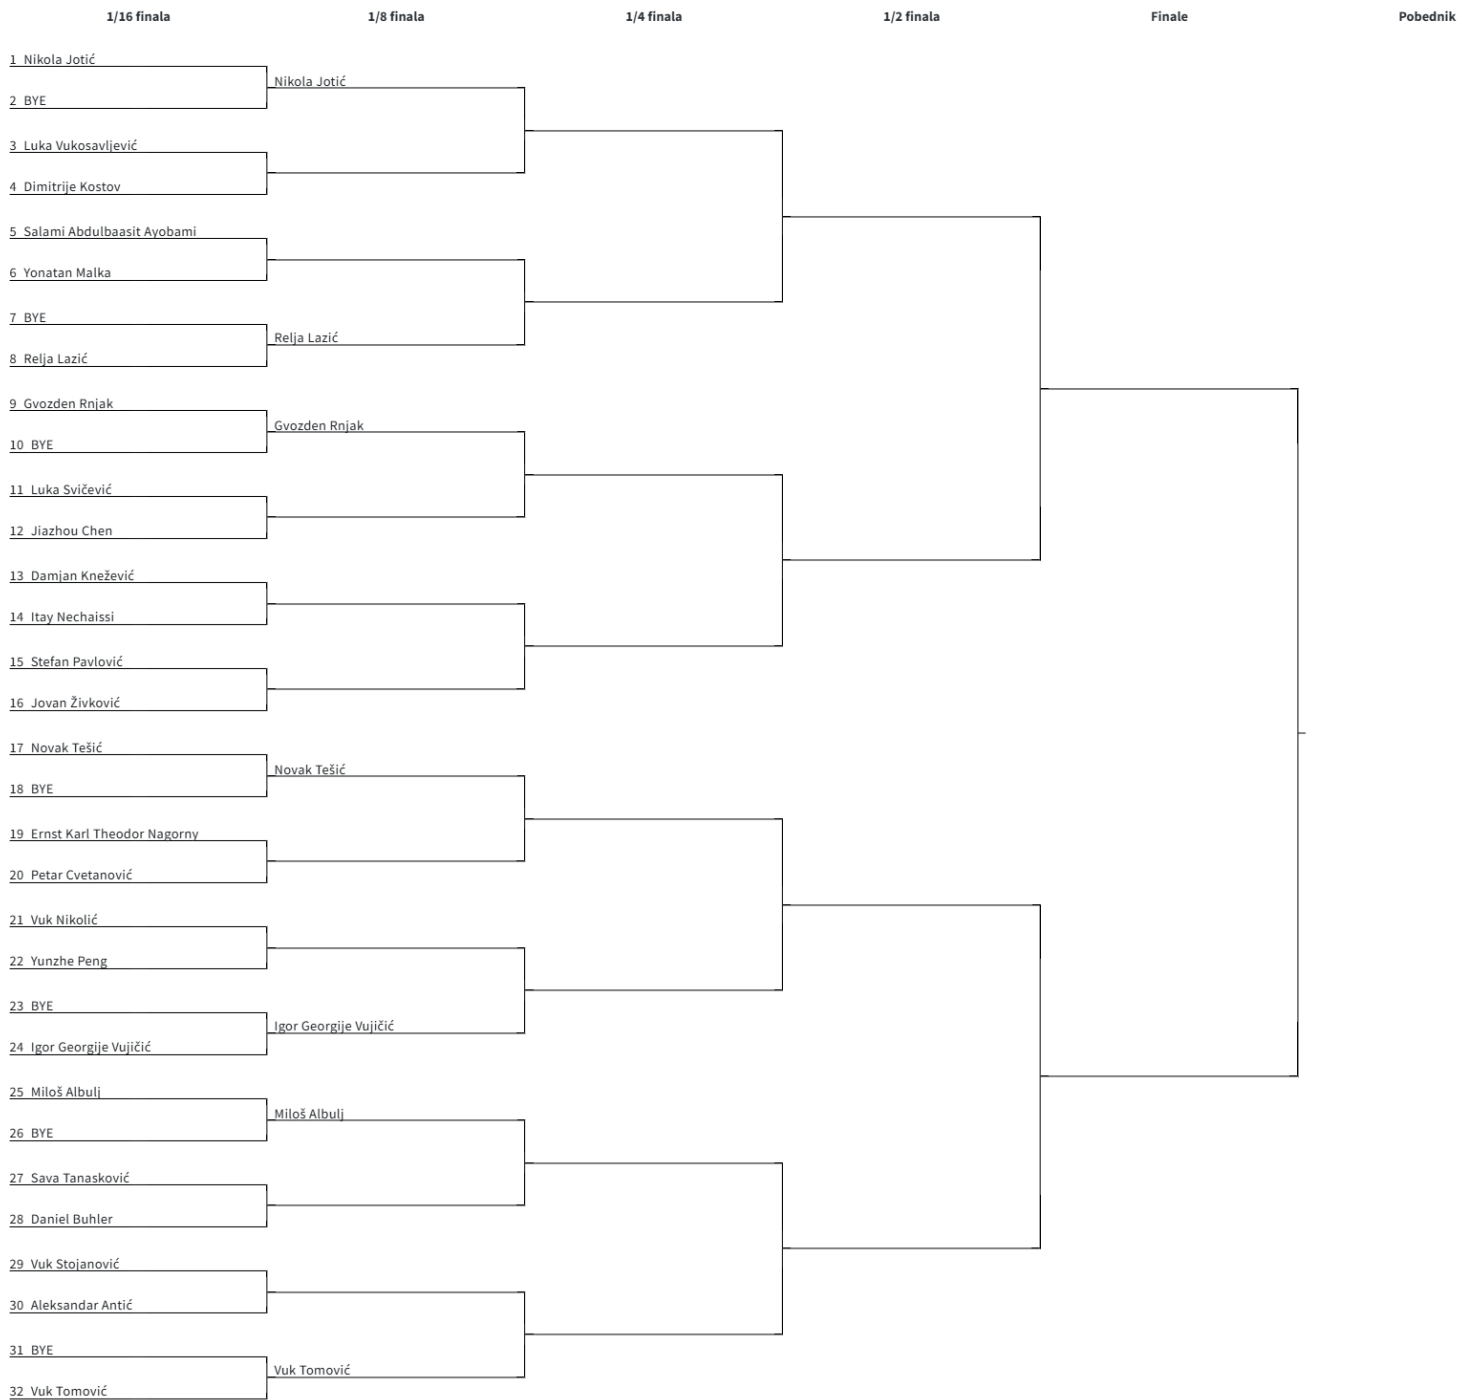 1/16 finala 1/8 finala 1/4 finala 1/2 finala Finale Pobednik
1 Nikola Jotić
Nikola Jotić
2 BYE
3 Luka Vukosavljević
4 Dimitrije Kostov
5 Salami Abdulbaasit Ayobami
6 Yonatan Malka
7 BYE
Relja Lazić
8 Relja Lazić
9 Gvozden Rnjak
Gvozden Rnjak
10 BYE
11 Luka Svičević
12 Jiazhou Chen
13 Damjan Knežević
14 Itay Nechaissi
15 Stefan Pavlović
16 Jovan Živković
17 Novak Tešić
Novak Tešić
18 BYE
19 Ernst Karl Theodor Nagorny
20 Petar Cvetanović
21 Vuk Nikolić
22 Yunzhe Peng
23 BYE
Igor Georgije Vujičić
24 Igor Georgije Vujičić
25 Miloš Albulj
Miloš Albulj
26 BYE
27 Sava Tanasković
28 Daniel Buhler
29 Vuk Stojanović
30 Aleksandar Antić
31 BYE
Vuk Tomović
32 Vuk Tomović